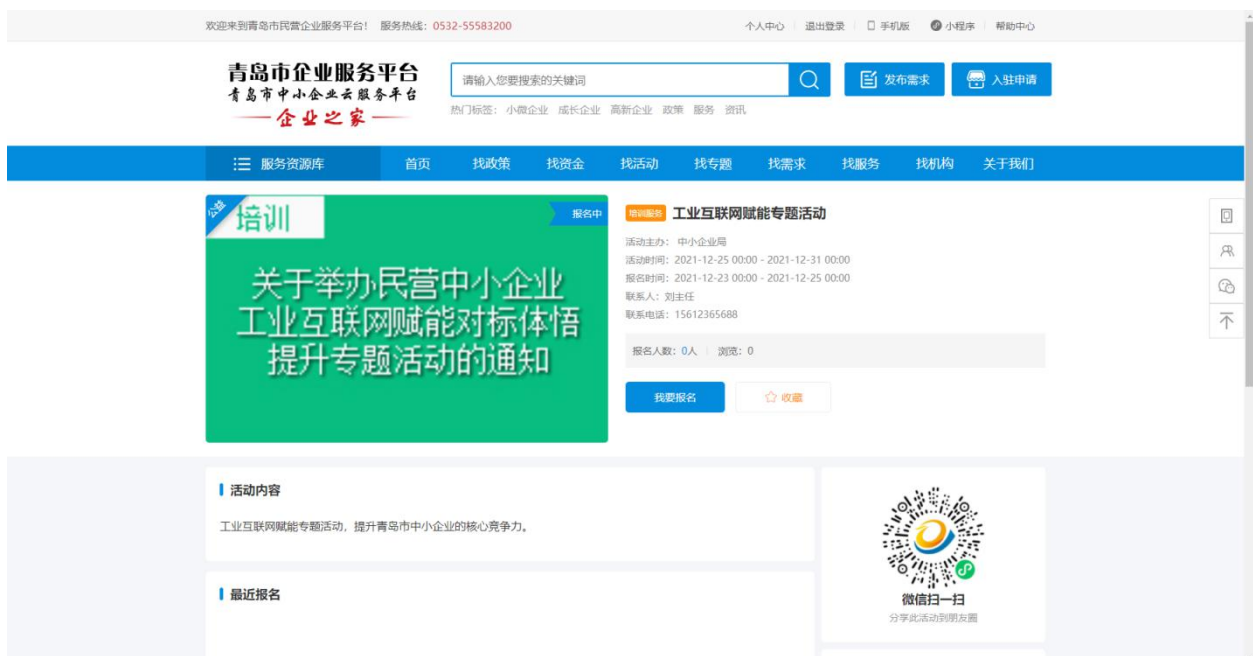 欢迎来到青岛市民营企业服务平台! 服务热线: 0532-55583200 个人中心 退出登录 手机版 小程序 帮助中心
青岛市企业服务平台
青岛市中小企业云服务平台
企业之家
请输入您要搜索的关键词
发布需求 入驻申请
热门标签: 小微企业 成长企业 高新企业 政策 服务 资讯
服务资源库 首页 找政策 找资金 找活动 找专题 找需求 找服务 找机构 关于我们
公益
培训
报名中
关于举办民营中小企业
工业互联网赋能对标体悟
提升专题活动的通知
培训服务 工业互联网赋能专题活动
活动主办: 中小企业局
活动时间: 2021-12-25 00:00 - 2021-12-31 00:00
报名时间: 2021-12-23 00:00 - 2021-12-25 00:00
联系人: 刘主任
联系电话: 15612365688
报名人数: 0人 浏览: 0
我要报名 收藏
活动内容
工业互联网赋能专题活动, 提升青岛市中小企业的核心竞争力。
最近报名
微信扫一扫
分享此活动到朋友圈